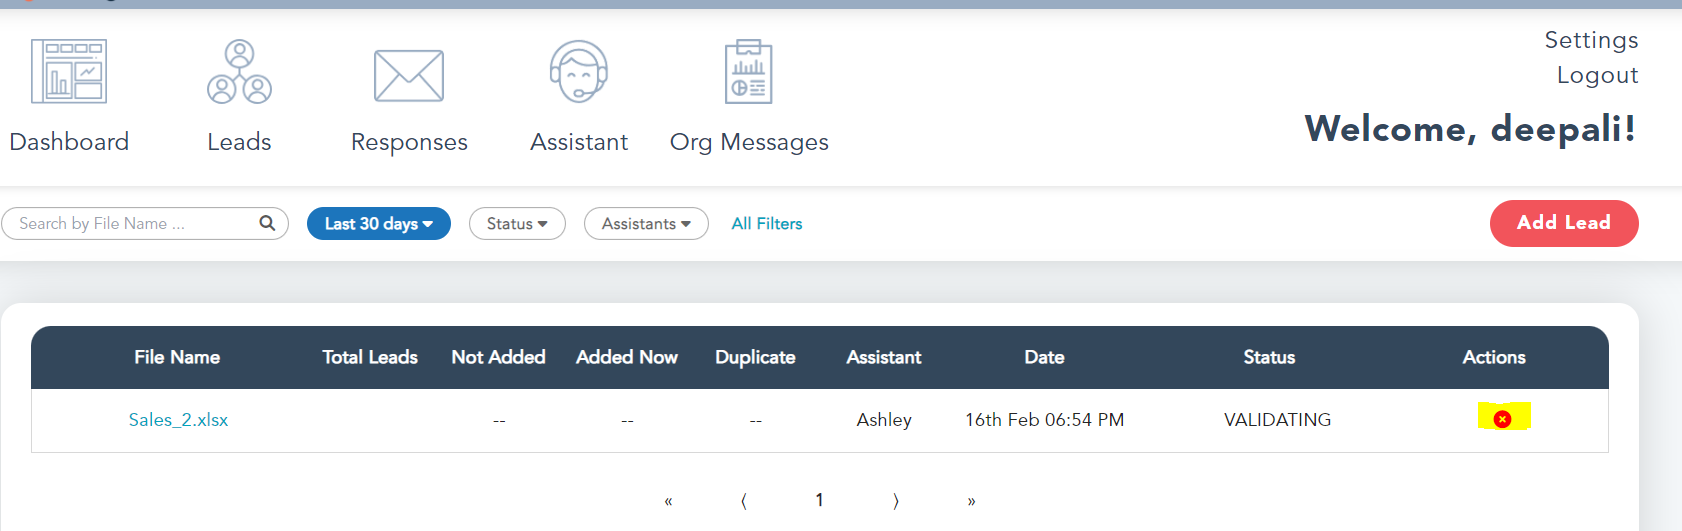 Settings
Logout
Welcome, deepali!
Dashboard Leads Responses Assistant Org Messages
Search by File Name ... Last 30 days Status Assistants All Filters Add Lead
File Name Total Leads Not Added Added Now Duplicate Assistant Date Status Actions
Sales_2.xlsx -- -- -- Ashley 16th Feb 06:54 PM VALIDATING
« 〈 1 〉 »